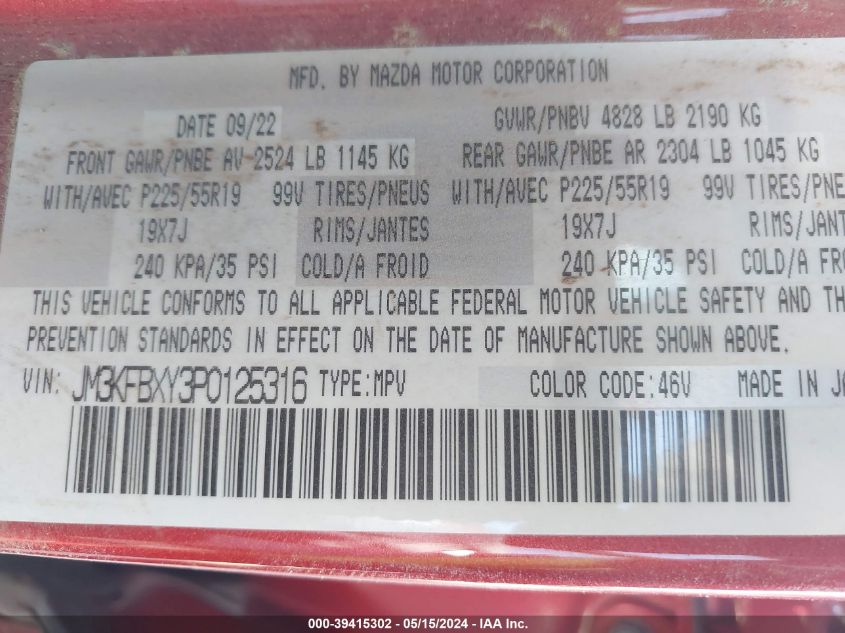 MFD. BY MAZDA MOTOR CORPORATION
DATE 09/22 GVWR/PNBV 4828 LB 2190 KG
FRONT GAWR/PNBE AV 2524 LB 1145 KG REAR GAWR/PNBE AR 2304 LB 1045 KG
WITH/AVEC P225/55R19 99V TIRES/PNEUS WITH/AVEC P225/55R19 99V TIRES/PNE
19X7J RIMS/JANTES 19X7J RIMS/JANT
240 KPA/35 PSI COLD/A FROID 240 KPA/35 PSI COLD/A FRO
THIS VEHICLE CONFORMS TO ALL APPLICABLE FEDERAL MOTOR VEHICLE SAFETY AND TH
PREVENTION STANDARDS IN EFFECT ON THE DATE OF MANUFACTURE SHOWN ABOVE.
VIN: JM3KFBXY3P0125316 TYPE:MPV COLOR CODE:46V MADE IN JA
000-39415302 - 05/15/2024 - IAA Inc.